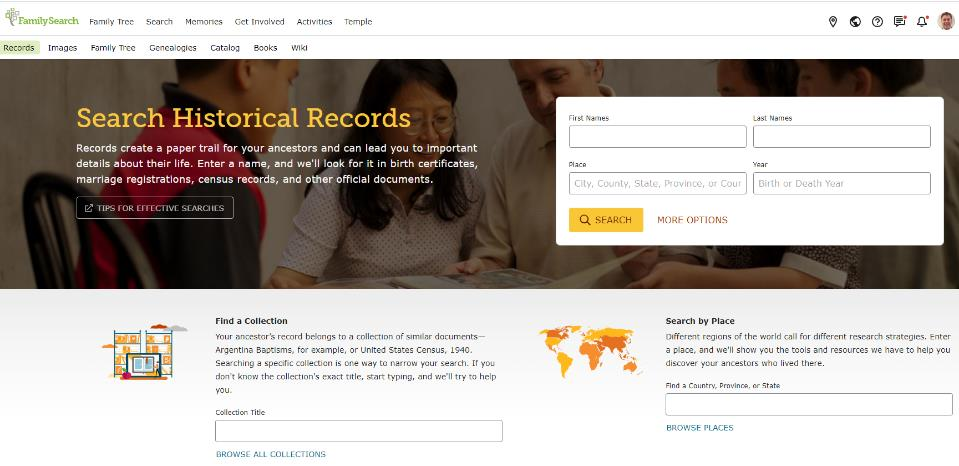 FamilySearch Family Tree Search Memories Get Involved Activities Temple
Records Images Family Tree Genealogies Catalog Books Wiki
Search Historical Records
Records create a paper trail for your ancestors and can lead you to important
details about their life. Enter a name, and we'll look for it in birth certificates,
marriage registrations, census records, and other official documents.
TIPS FOR EFFECTIVE SEARCHES
First Names Last Names
Place Year
City, County, State, Province, or Cour Birth or Death Year
SEARCH MORE OPTIONS
Find a Collection
Your ancestor's record belongs to a collection of similar documents—
Argentina Baptisms, for example, or United States Census, 1940.
Searching a specific collection is one way to narrow your search. If you
don't know the collection's exact title, start typing, and we'll try to help
you.
Collection Title
BROWSE ALL COLLECTIONS
Search by Place
Different regions of the world call for different research strategies. Enter
a place, and we'll show you the tools and resources we have to help you
discover your ancestors who lived there.
Find a Country, Province, or State
BROWSE PLACES